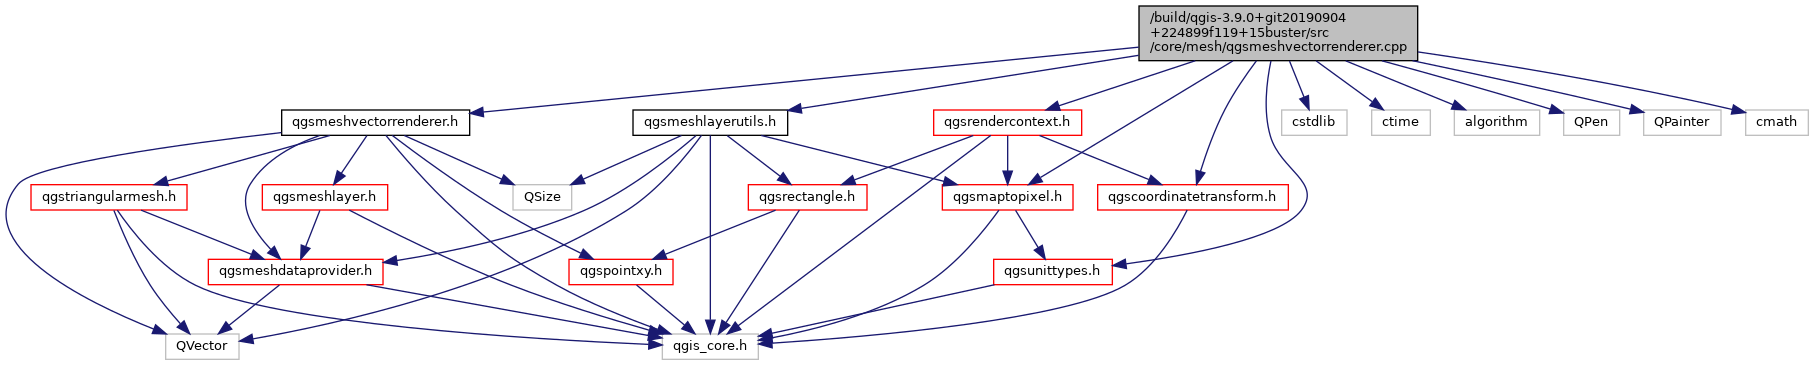 /build/qgis-3.9.0+git20190904
+224899f119+15buster/src
/core/mesh/qgsmeshvectorrenderer.cpp
qgsmeshvectorrenderer.h
qgsmeshlayerutils.h
qgsrendercontext.h
cstdlib
ctime
algorithm
QPen
QPainter
cmath
qgstriangularmesh.h
qgsmeshlayer.h
QSize
qgsrectangle.h
qgsmaptopixel.h
qgscoordinatetransform.h
qgsmeshdataprovider.h
qgspointxy.h
qgsunittypes.h
QVector
qgis_core.h